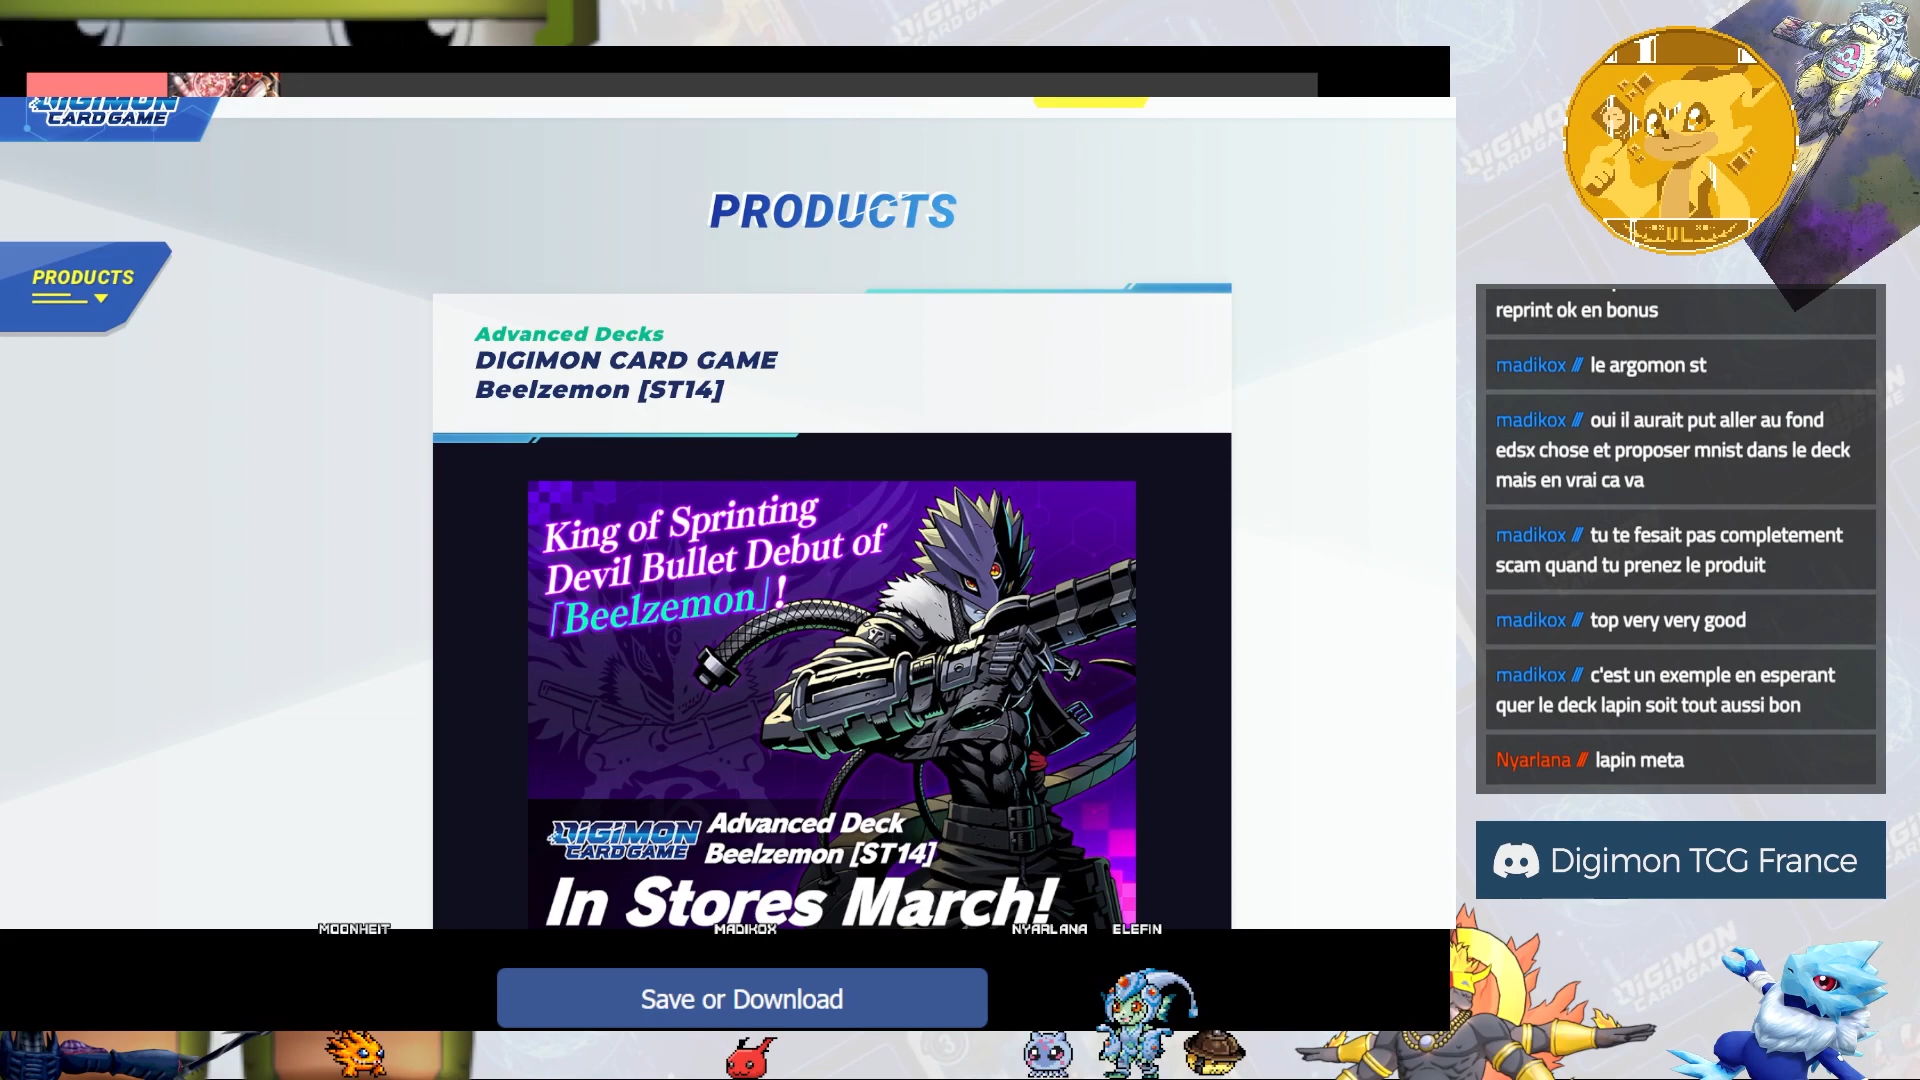 DIGIMON
CARD GAME
PRODUCTS
PRODUCTS
Advanced Decks
DIGIMON CARD GAME
Beelzemon [ST14]
King of Sprinting
Devil Bullet Debut of
「Beelzemon」!
DIGIMON
CARD GAME
Advanced Deck
Beelzemon [ST14]
In Stores March!
MOONHEIT
MADIKOX
NYARLANA
ELEFIN
Save or Download
1
reprint ok en bonus
madikox /// le argomon st
madikox /// oui il aurait put aller au fond
edsx chose et proposer mnist dans le deck
mais en vrai ca va
madikox /// tu te fesait pas completement
scam quand tu prenez le produit
madikox /// top very very good
madikox /// c'est un exemple en esperant
quer le deck lapin soit tout aussi bon
Nyarlana /// lapin meta
Digimon TCG France